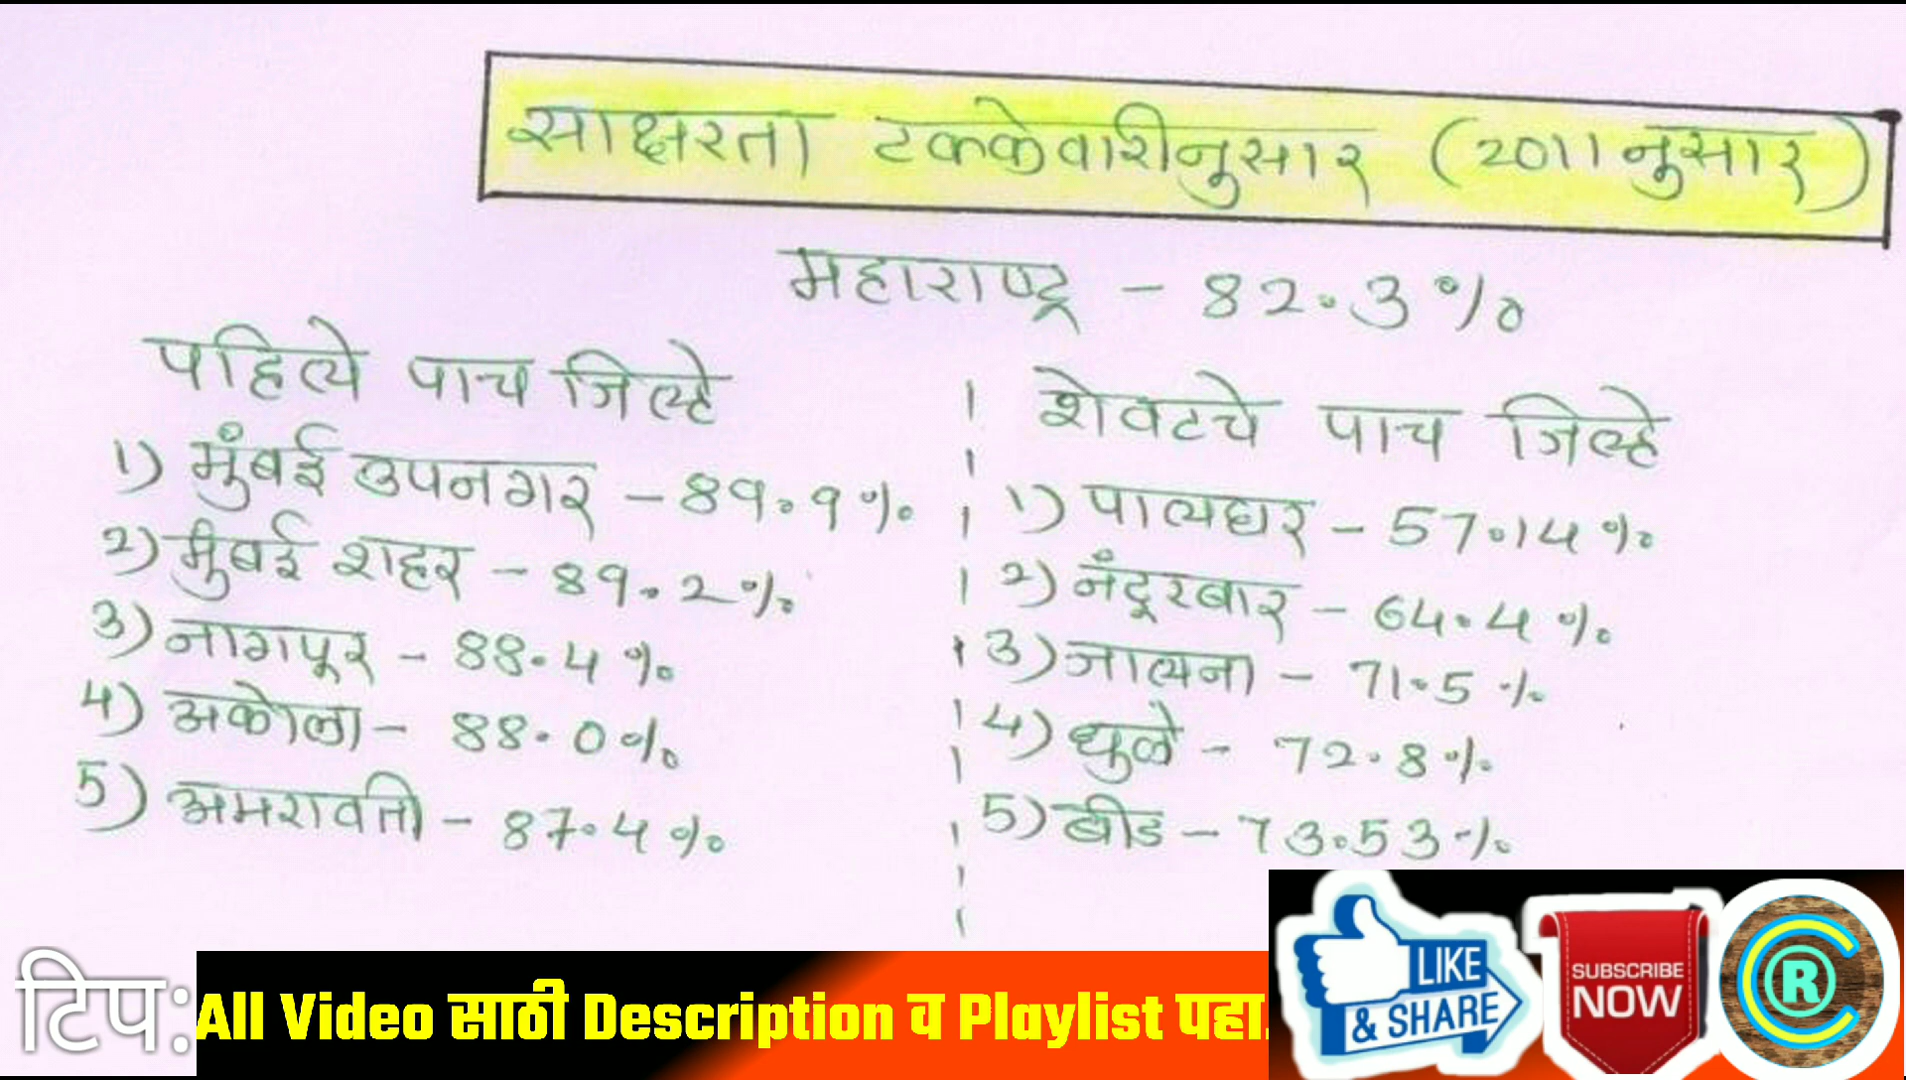 साक्षरता टक्केवारीनुसार (2011नुसार)
महाराष्ट्र - 82.3%
पहिले पाच जिल्हे
1) मुंबई उपनगर - 89.9%
2) मुंबई शहर - 89.2%
3) नागपूर - 88.4%
4) अकोला - 88.0%
5) अमरावती - 87.4%
शेवटचे पाच जिल्हे
1) पालघर - 57.14%
2) नंदूरबार - 64.4%
3) जालना - 71.5%
4) धुळे - 72.8%
5) बीड - 73.53%
टिप:
All Video साठी Description व Playlist पहा.
LIKE
& SHARE
SUBSCRIBE
NOW
R